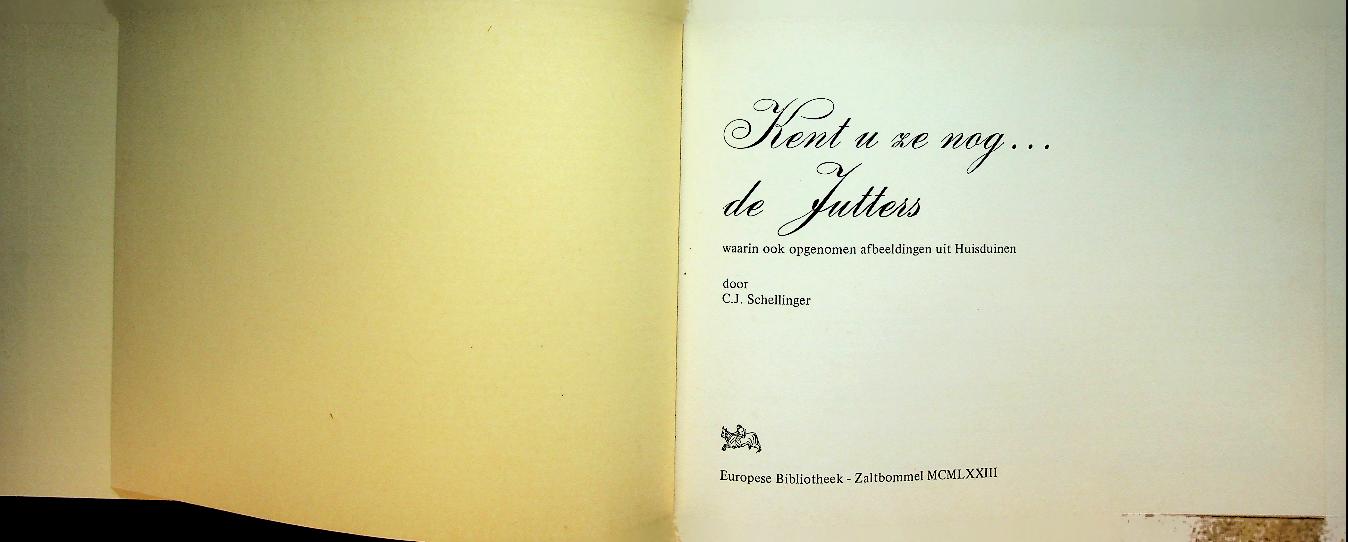 Kent u ze nog...
de Jutters
waarin ook opgenomen afbeeldingen uit Huisduinen
door
C.J. Schellinger
Europese Bibliotheek - Zaltbommel MCMLXXIII